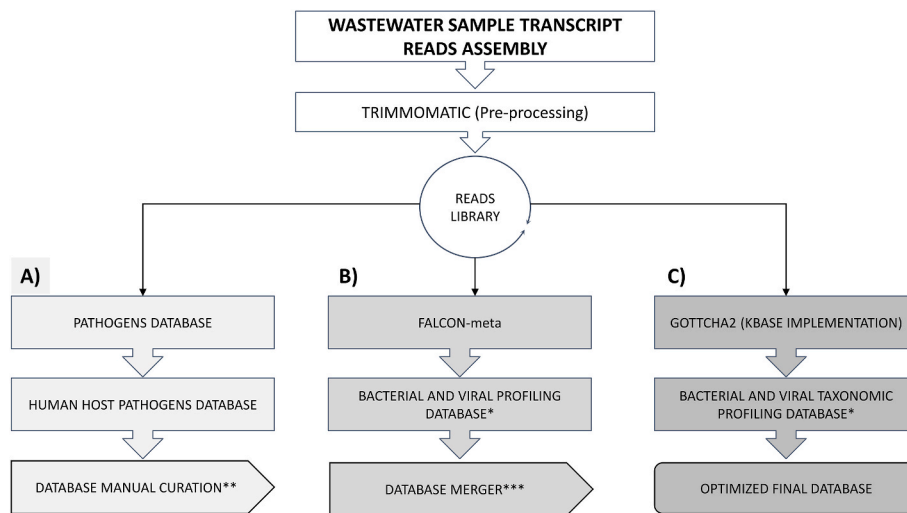 WASTEWATER SAMPLE TRANSCRIPT
READS ASSEMBLY
TRIMMOMATIC (Pre-processing)
READS
LIBRARY
A)
PATHOGENS DATABASE
HUMAN HOST PATHOGENS DATABASE
DATABASE MANUAL CURATION**
B)
FALCON-meta
BACTERIAL AND VIRAL PROFILING
DATABASE*
DATABASE MERGER***
C)
GOTTCHA2 (KBASE IMPLEMENTATION)
BACTERIAL AND VIRAL TAXONOMIC
PROFILING DATABASE*
OPTIMIZED FINAL DATABASE